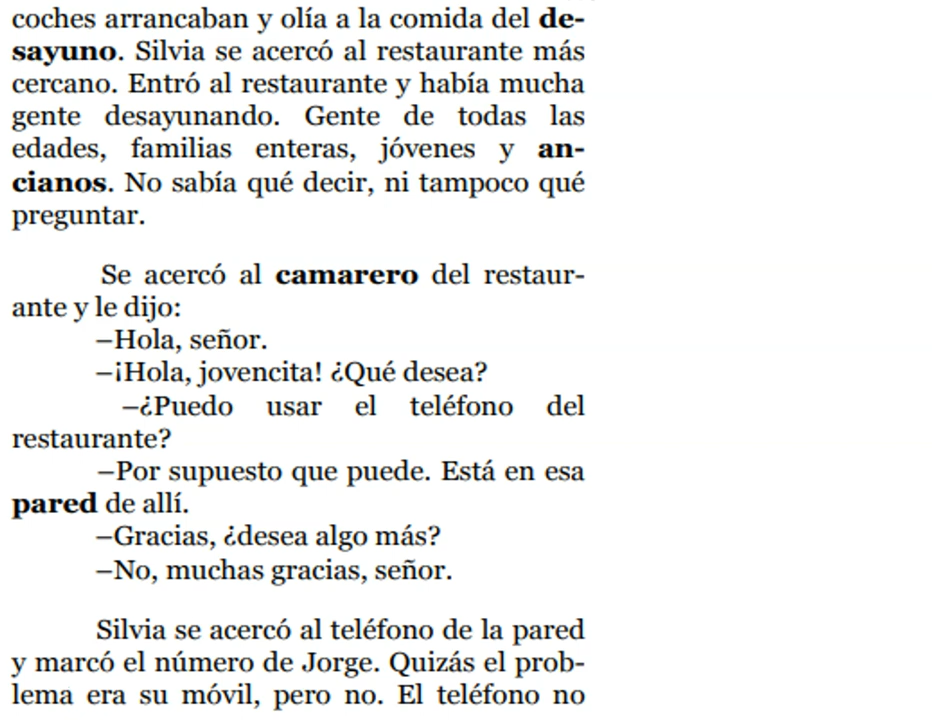 coches arrancaban y olía a la comida del de-
sayuno. Silvia se acercó al restaurante más
cercano. Entró al restaurante y había mucha
gente desayunando. Gente de todas las
edades, familias enteras, jóvenes y an-
cianos. No sabía qué decir, ni tampoco qué
preguntar.
Se acercó al camarero del restaur-
ante y le dijo:
–Hola, señor.
–¡Hola, jovencita! ¿Qué desea?
–¿Puedo usar el teléfono del
restaurante?
–Por supuesto que puede. Está en esa
pared de allí.
–Gracias, ¿desea algo más?
–No, muchas gracias, señor.
Silvia se acercó al teléfono de la pared
y marcó el número de Jorge. Quizás el prob-
lema era su móvil, pero no. El teléfono no